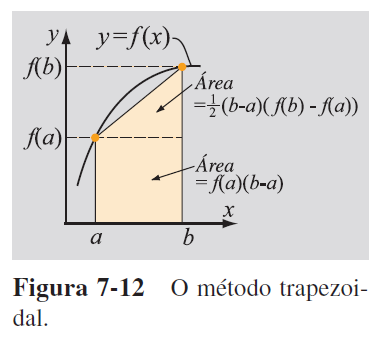 y
y=f(x)
f(b)
Área
=½(b-a)(f(b) - f(a))
f(a)
Área
= f(a)(b-a)
x
a
b
Figura 7-12 O método trapezoi-
dal.